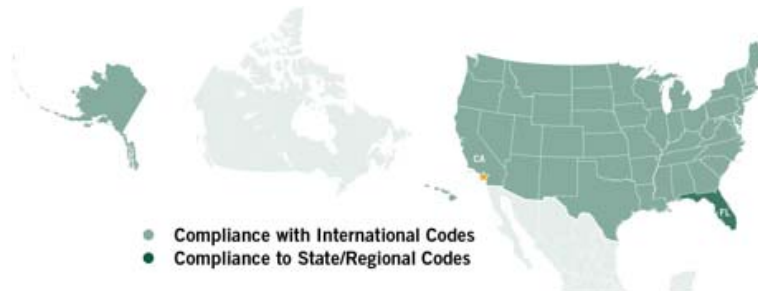 CA
FL
Compliance with International Codes
Compliance to State/Regional Codes